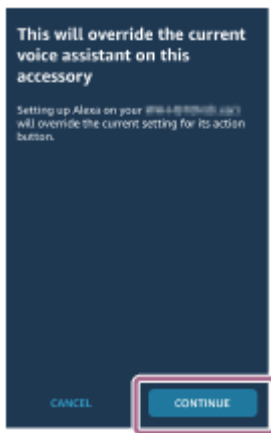 This will override the current
voice assistant on this
accessory
Setting up Alexa on your
will override the current setting for its action
button.
CANCEL
CONTINUE